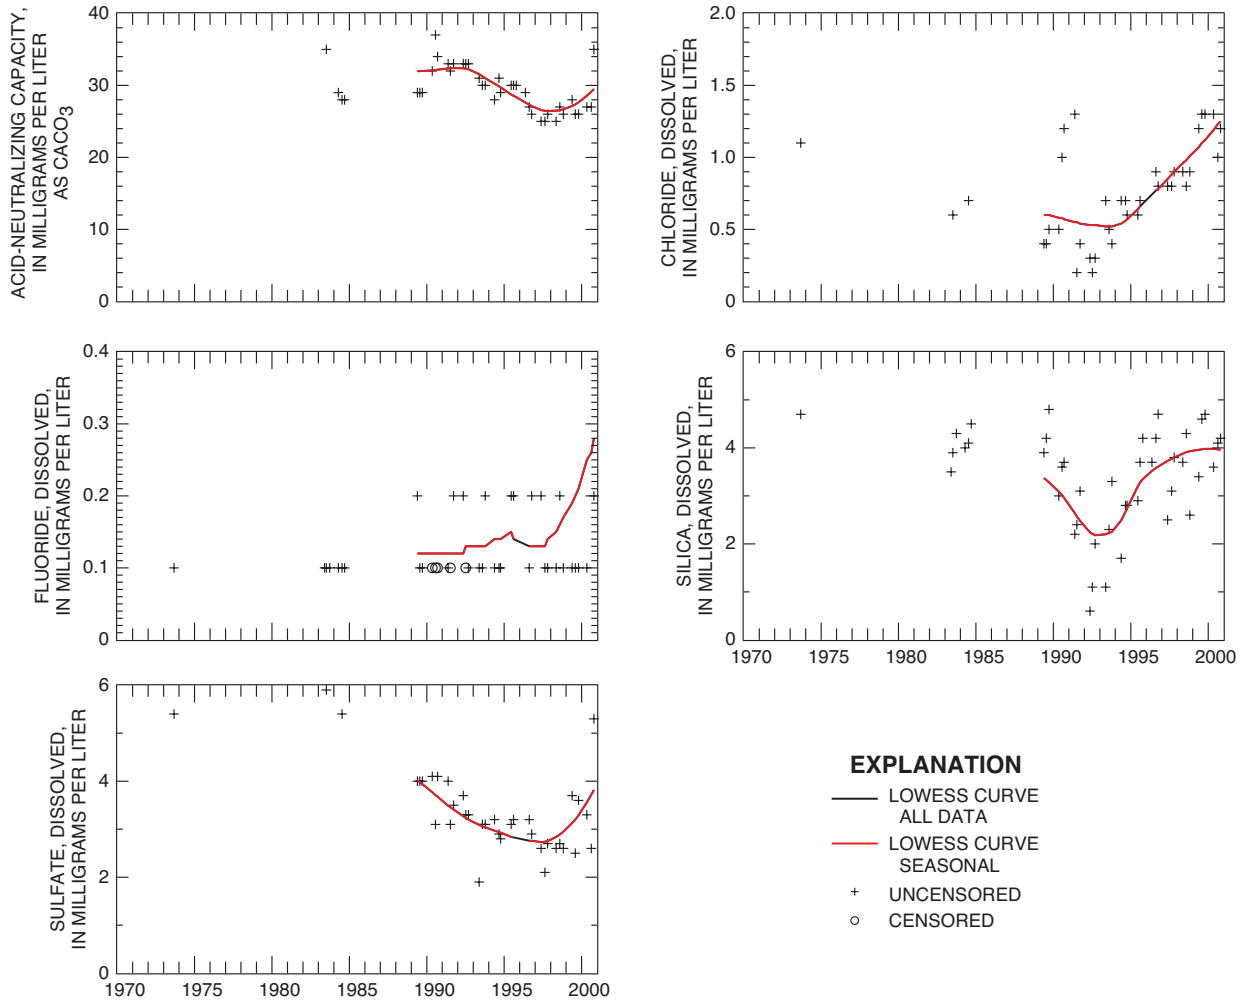 ACID-NEUTRALIZING CAPACITY,
IN MILLIGRAMS PER LITER
AS CACO3
40
30
20
10
0
CHLORIDE, DISSOLVED,
IN MILLIGRAMS PER LITER
2.0
1.5
1.0
0.5
0
FLUORIDE, DISSOLVED,
IN MILLIGRAMS PER LITER
0.4
0.3
0.2
0.1
0
SILICA, DISSOLVED,
IN MILLIGRAMS PER LITER
6
4
2
0
1970 1975 1980 1985 1990 1995 2000
SULFATE, DISSOLVED,
IN MILLIGRAMS PER LITER
6
4
2
0
1970 1975 1980 1985 1990 1995 2000
EXPLANATION
LOWESS CURVE
ALL DATA
LOWESS CURVE
SEASONAL
UNCENSORED
CENSORED